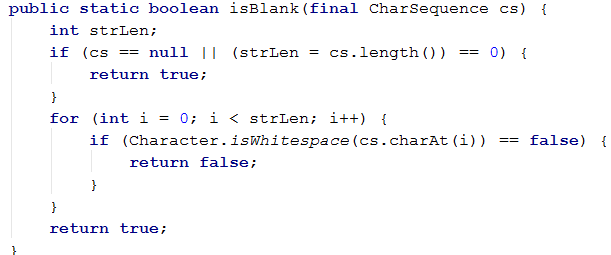 public static boolean isBlank(final CharSequence cs) {
    int strLen;
    if (cs == null || (strLen = cs.length()) == 0) {
        return true;
    }
    for (int i = 0; i < strLen; i++) {
        if (Character.isWhitespace(cs.charAt(i)) == false) {
            return false;
        }
    }
    return true;
}